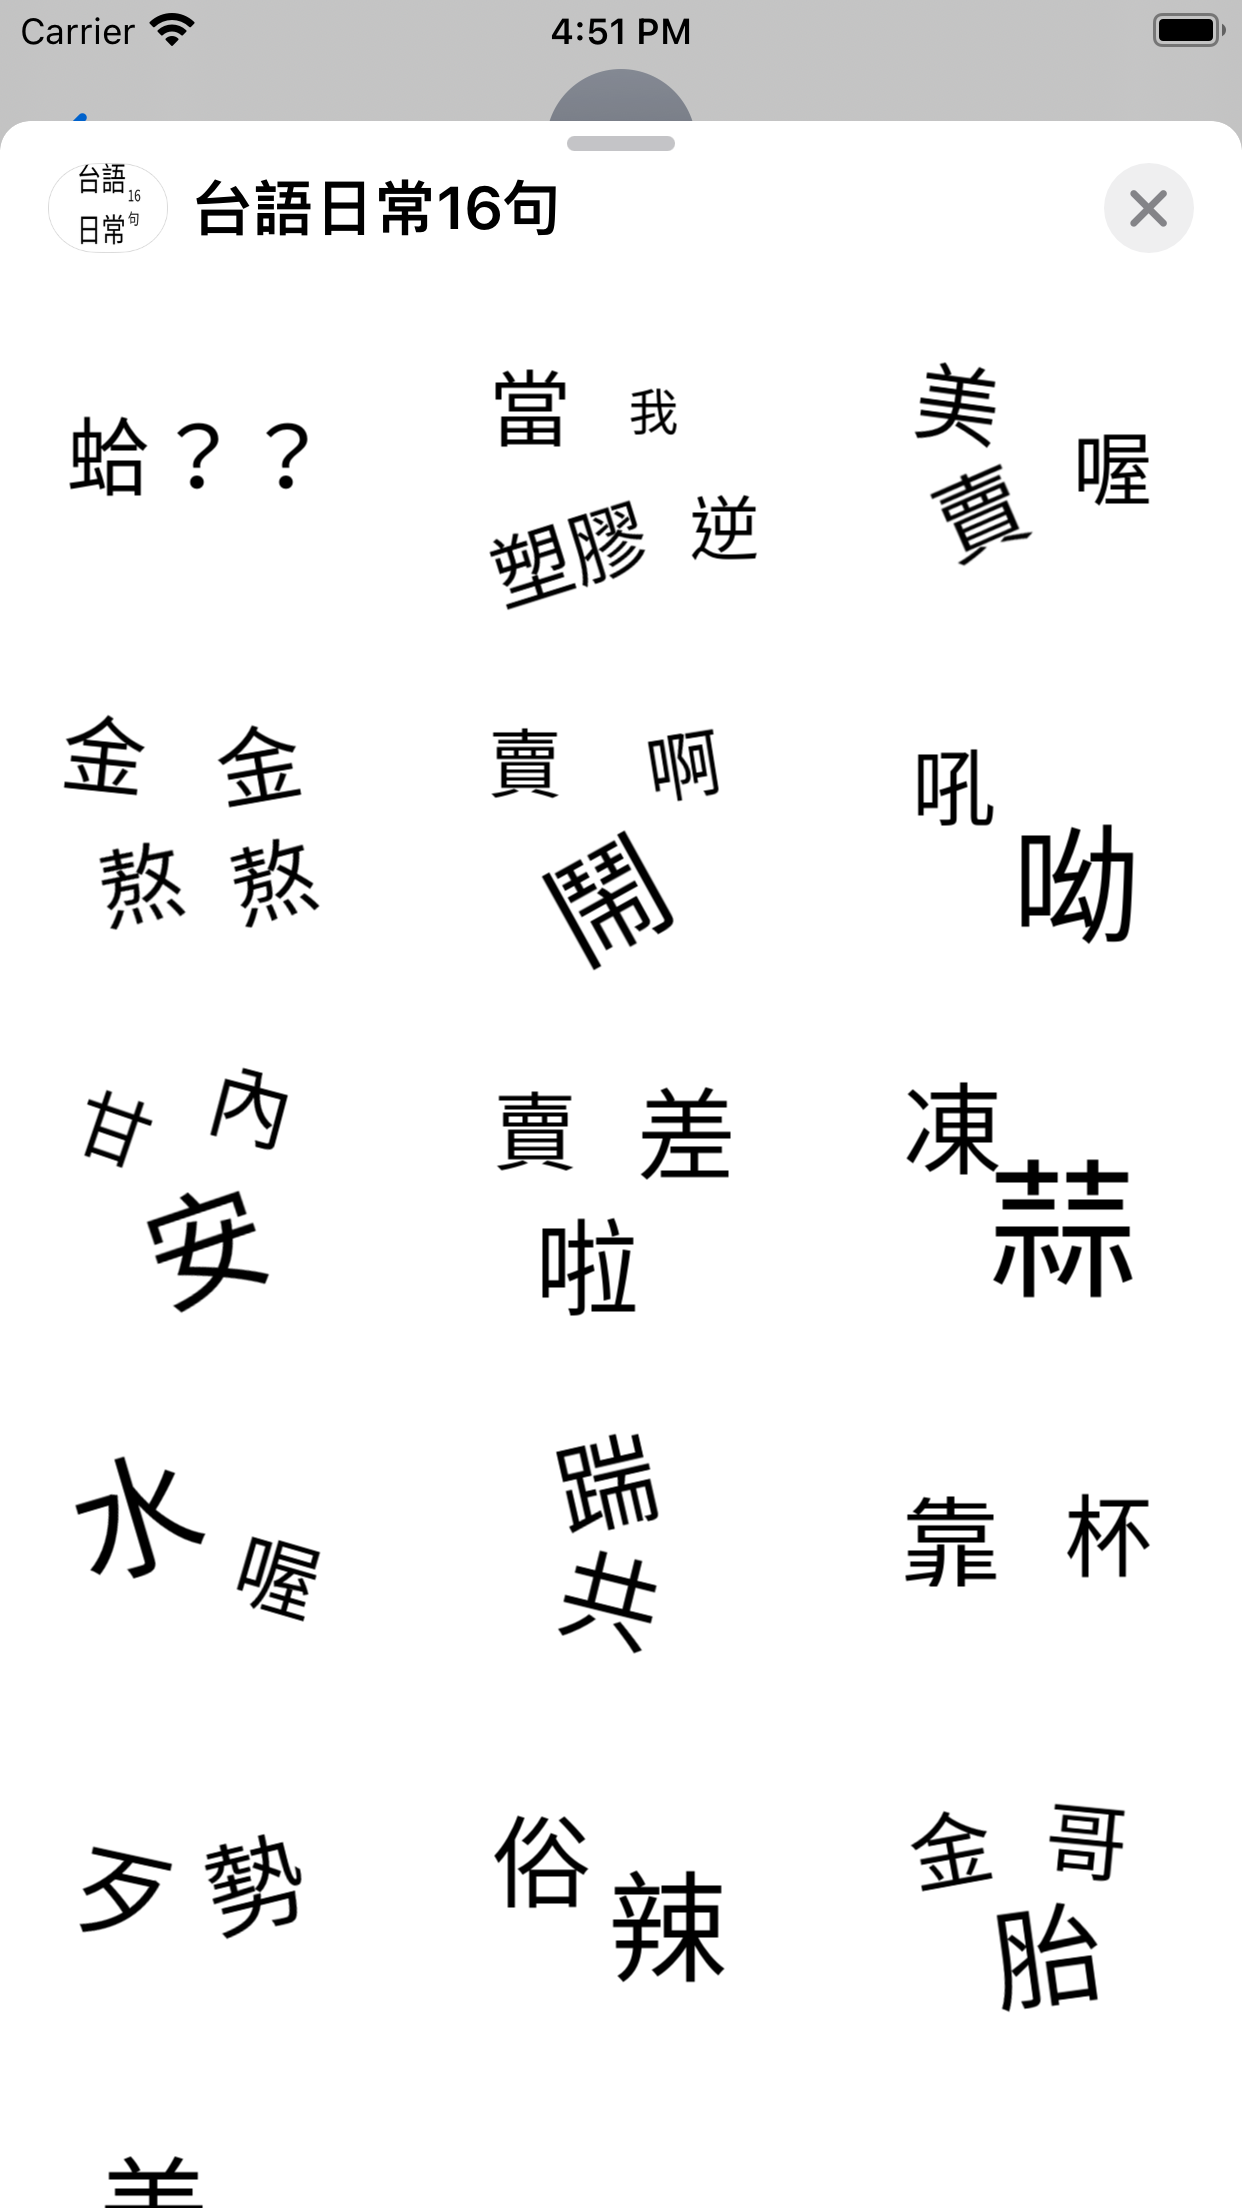 Carrier
4:51 PM
台語
16
日常
句
台語日常16句
蛤？？
當 我
塑膠 逆
美 喔
賣
金 金
熬 熬
賣 啊
鬧
吼
呦
甘 內
安
賣 差
啦
凍
蒜
水
喔
踹
共
靠 杯
歹 勢
俗
辣
金 哥
胎